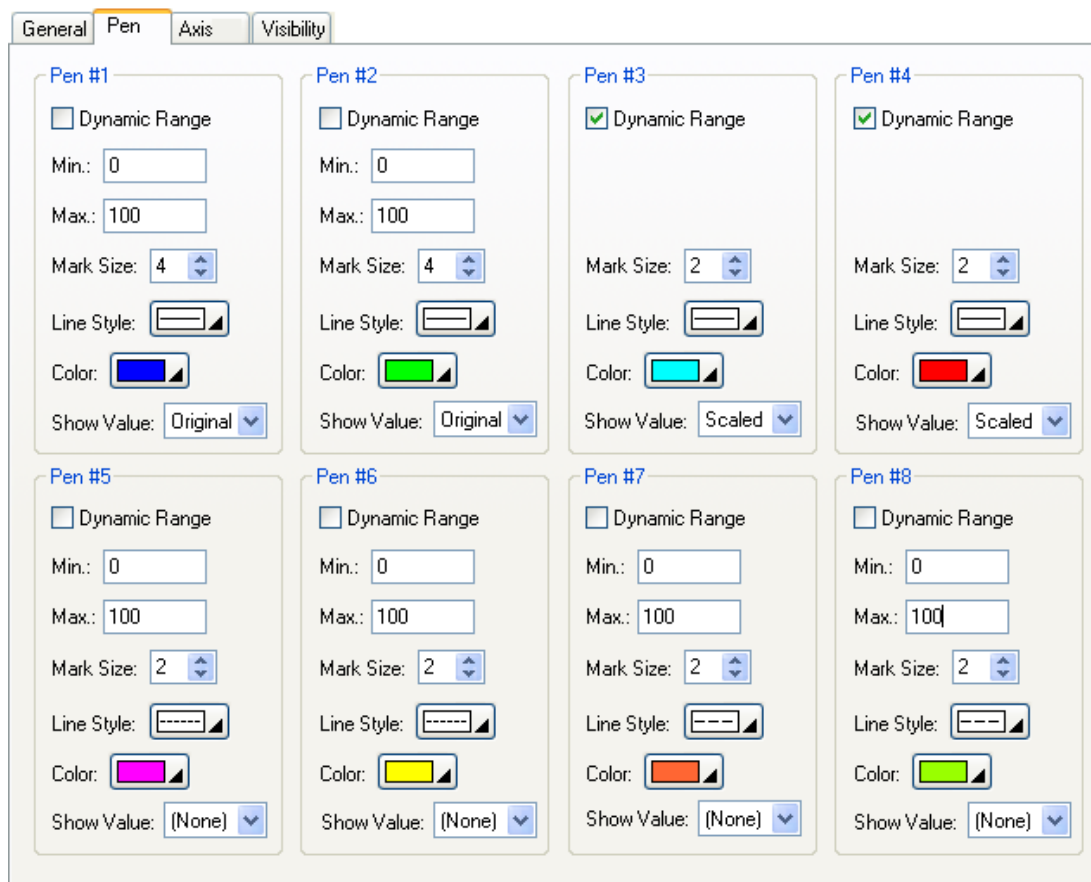 General Pen Axis Visibility
Pen #1 Pen #2 Pen #3 Pen #4
Dynamic Range Dynamic Range Dynamic Range Dynamic Range
Min.: 0 Min.: 0
Max.: 100 Max.: 100
Mark Size: 4 Mark Size: 4 Mark Size: 2 Mark Size: 2
Line Style: Line Style: Line Style: Line Style:
Color: Color: Color: Color:
Show Value: Original Show Value: Original Show Value: Scaled Show Value: Scaled
Pen #5 Pen #6 Pen #7 Pen #8
Dynamic Range Dynamic Range Dynamic Range Dynamic Range
Min.: 0 Min.: 0 Min.: 0 Min.: 0
Max.: 100 Max.: 100 Max.: 100 Max.: 100
Mark Size: 2 Mark Size: 2 Mark Size: 2 Mark Size: 2
Line Style: Line Style: Line Style: Line Style:
Color: Color: Color: Color:
Show Value: (None) Show Value: (None) Show Value: (None) Show Value: (None)